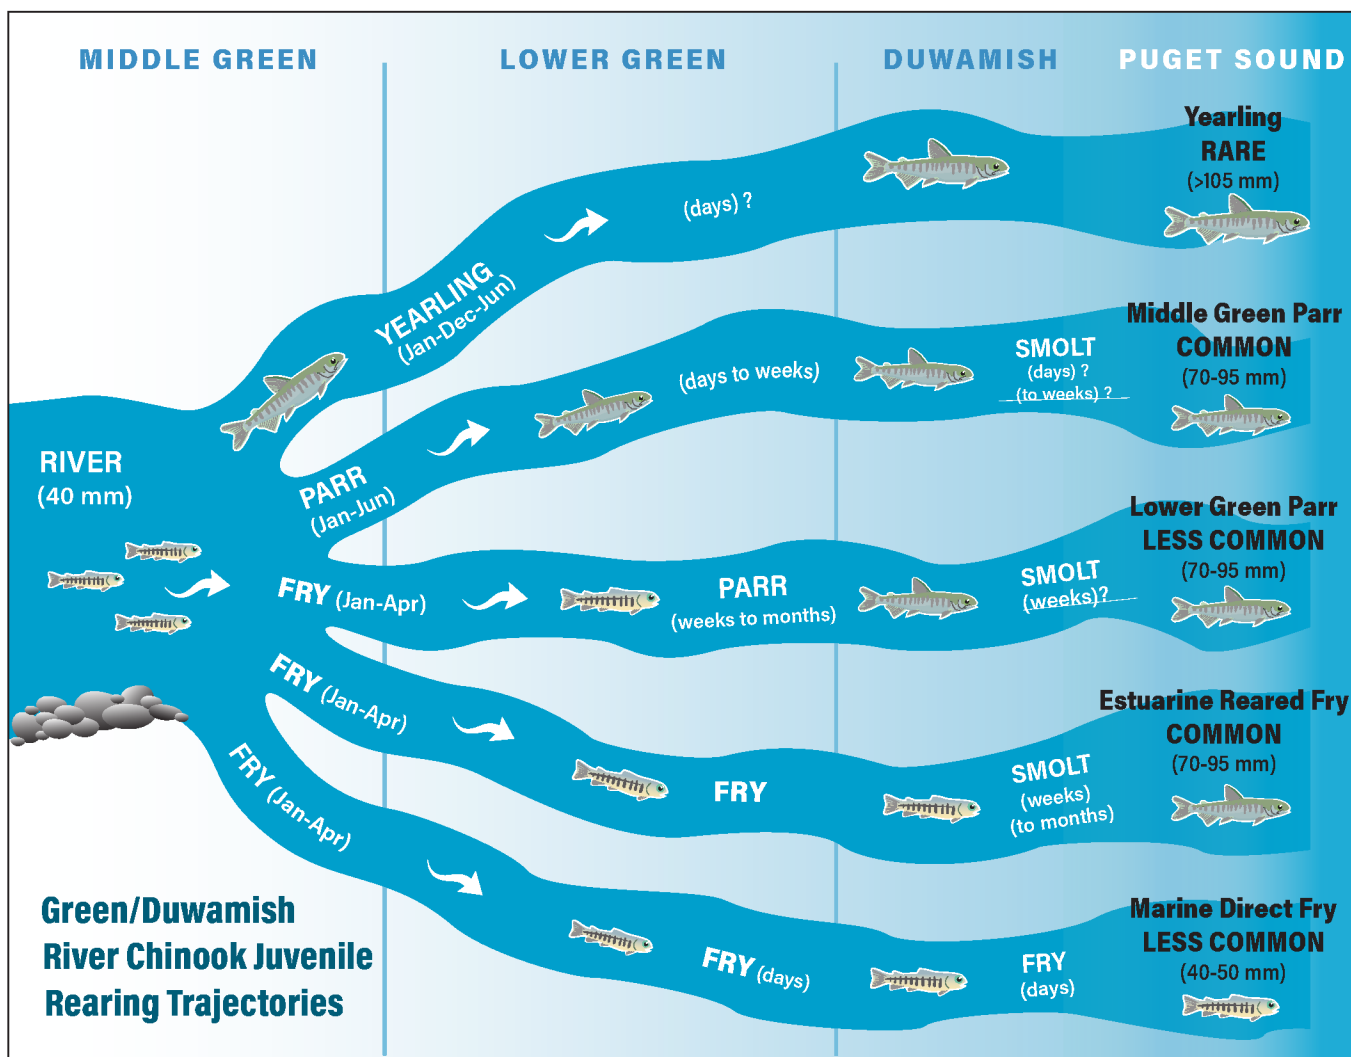 MIDDLE GREEN
LOWER GREEN
DUWAMISH
PUGET SOUND
Yearling
RARE
(>105 mm)
(days) ?
YEARLING
(Jan-Dec-Jun)
Middle Green Parr
COMMON
(70-95 mm)
SMOLT
(days) ?
(to weeks) ?
(days to weeks)
PARR
(Jan-Jun)
RIVER
(40 mm)
Lower Green Parr
LESS COMMON
(70-95 mm)
FRY (Jan-Apr)
PARR
(weeks to months)
SMOLT
(weeks)?
FRY (Jan-Apr)
FRY
SMOLT
(weeks)
(to months)
Estuarine Reared Fry
COMMON
(70-95 mm)
FRY (Jan-Apr)
FRY (days)
FRY
(days)
Marine Direct Fry
LESS COMMON
(40-50 mm)
Green/Duwamish
River Chinook Juvenile
Rearing Trajectories